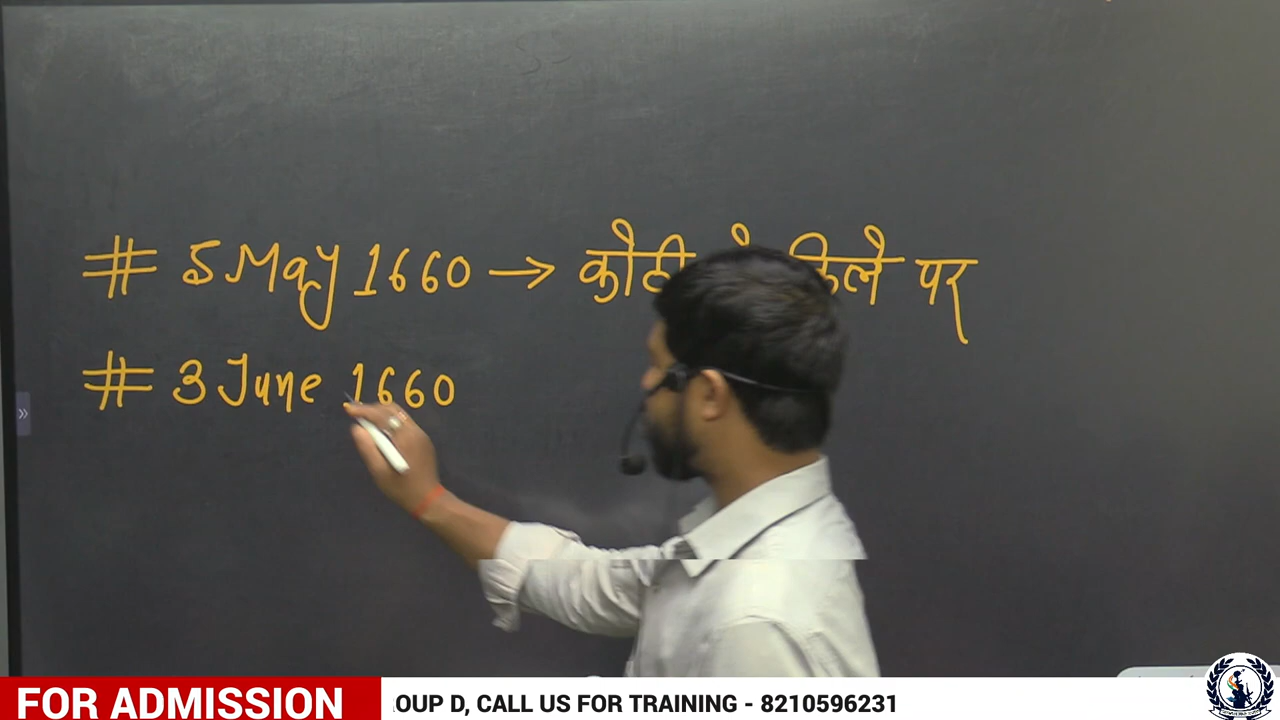 # 5 May 1660 → कोठी किले पर
# 3 June 1660
FOR ADMISSION
OUP D, CALL US FOR TRAINING - 8210596231